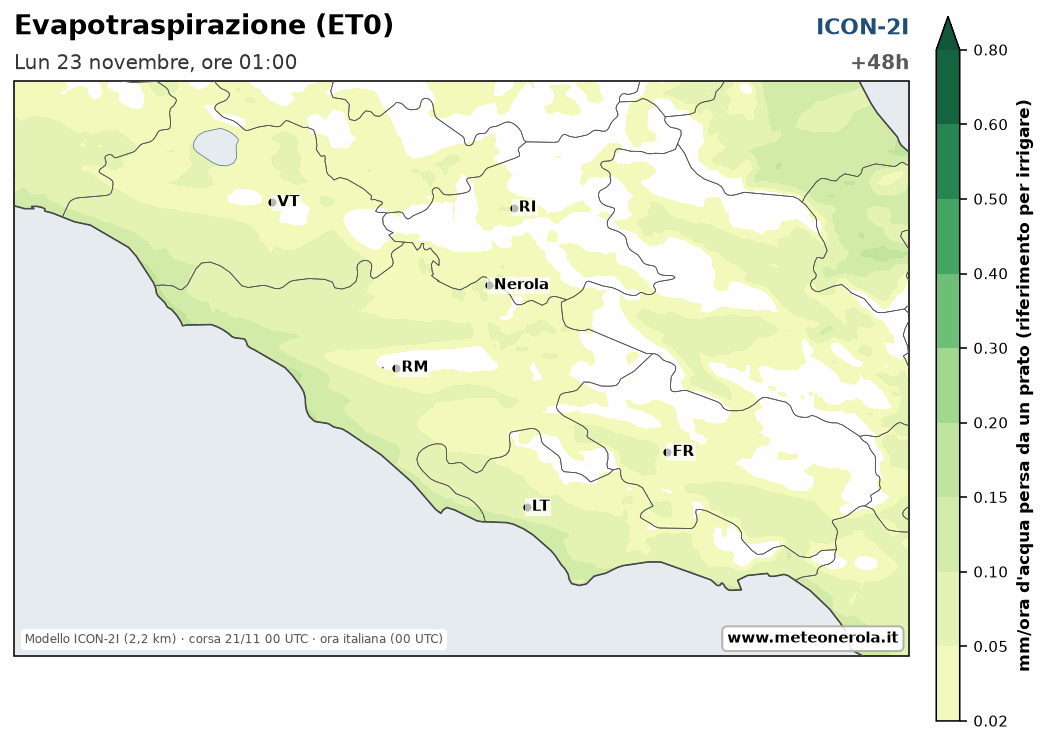 Evapotraspirazione (ET0)
ICON-2I
Lun 23 novembre, ore 01:00
+48h
VT
RI
Nerola
RM
FR
LT
Modello ICON-2I (2,2 km) · corsa 21/11 00 UTC · ora italiana (00 UTC)
www.meteonerola.it
0.80
0.60
0.50
0.40
0.30
0.20
0.15
0.10
0.05
0.02
mm/ora d'acqua persa da un prato (riferimento per irrigare)